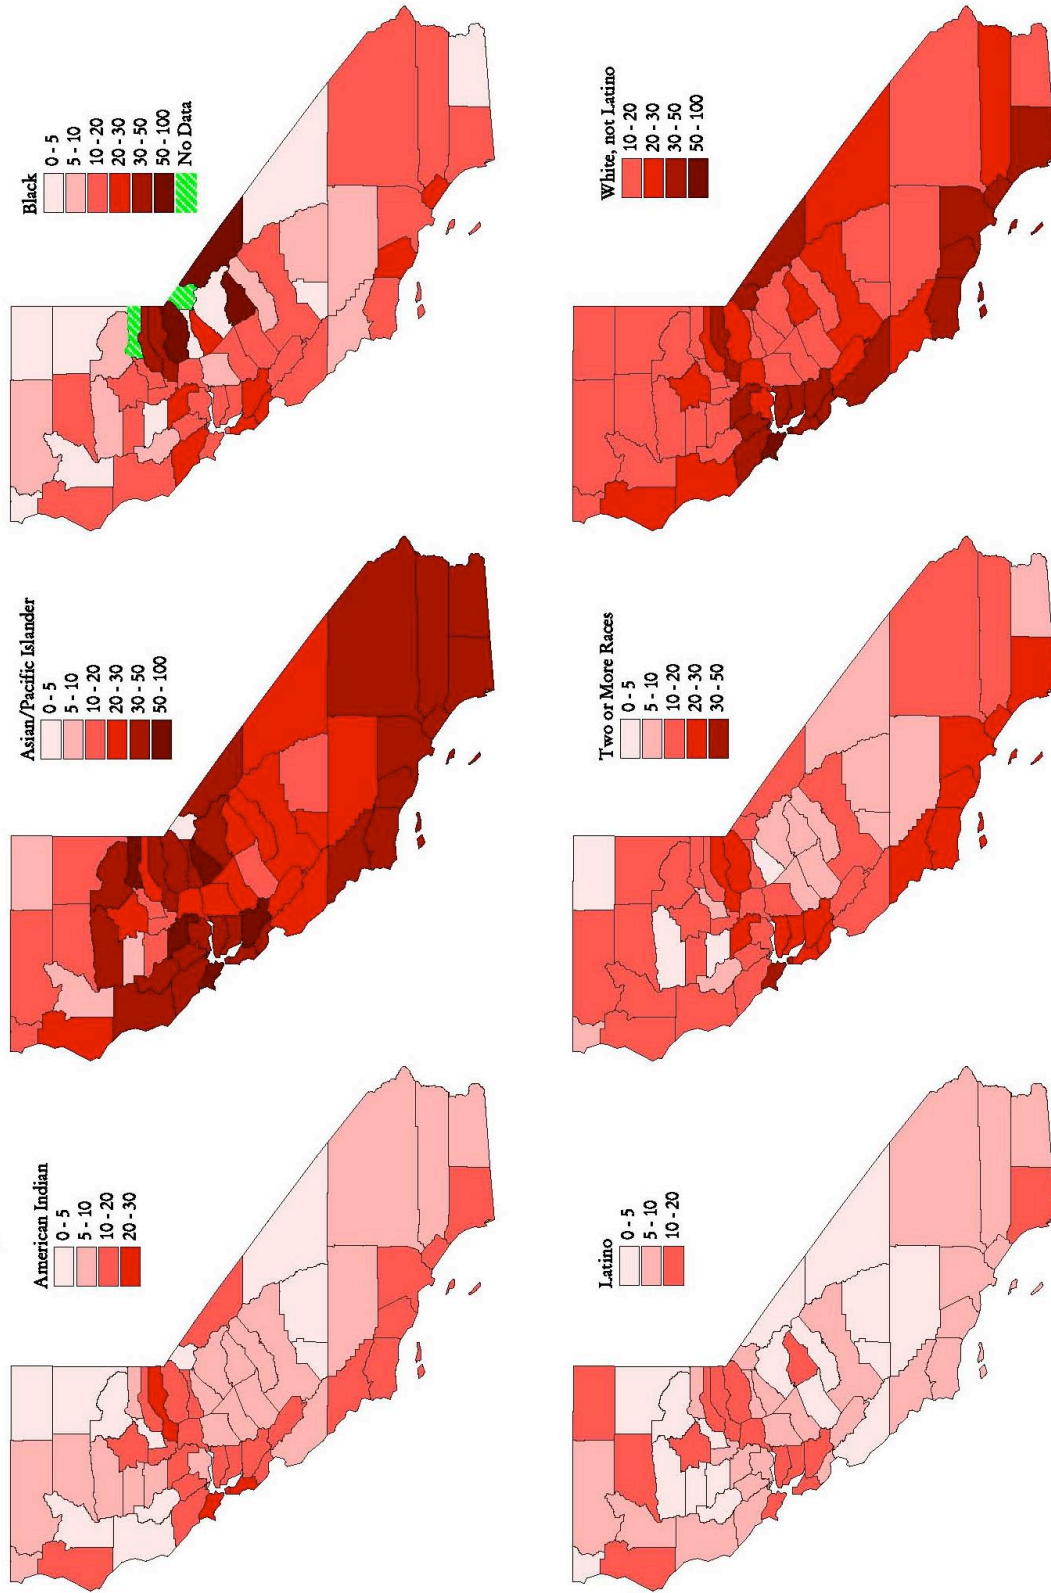 American Indian
0 - 5
5 - 10
10 - 20
20 - 30
Asian/Pacific Islander
0 - 5
5 - 10
10 - 20
20 - 30
30 - 50
50 - 100
Black
0 - 5
5 - 10
10 - 20
20 - 30
30 - 50
50 - 100
No Data
Latino
0 - 5
5 - 10
10 - 20
Two or More Races
0 - 5
5 - 10
10 - 20
20 - 30
30 - 50
White, not Latino
10 - 20
20 - 30
30 - 50
50 - 100